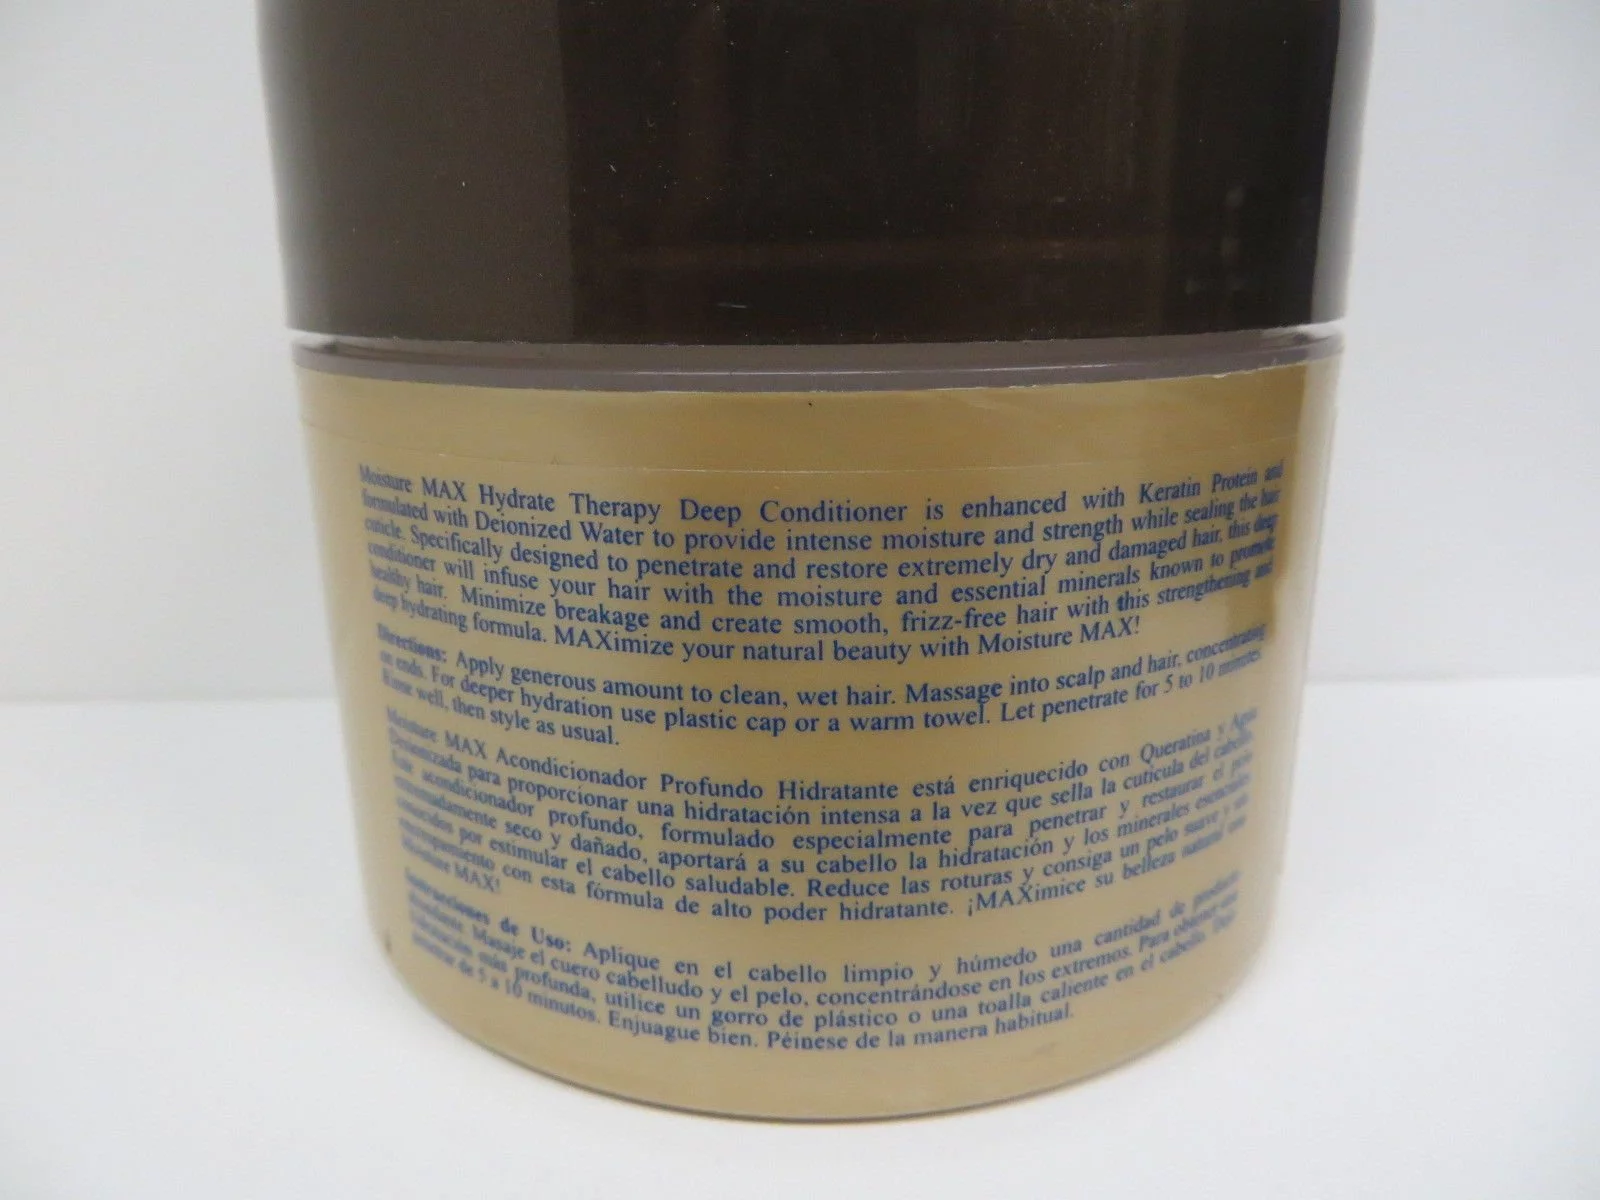 Moisture MAX Hydrate Therapy Deep Conditioner is enhanced with Keratin Protein and
formulated with Deionized Water to provide intense moisture and strength while sealing the hair
cuticle. Specifically designed to penetrate and restore extremely dry and damaged hair, this deep
conditioner will infuse your hair with the moisture and essential minerals known to promote
healthy hair. Minimize breakage and create smooth, frizz-free hair with this strengthening and
deep hydrating formula. MAXimize your natural beauty with Moisture MAX!
Directions: Apply generous amount to clean, wet hair. Massage into scalp and hair, concentrating
on ends. For deeper hydration use plastic cap or a warm towel. Let penetrate for 5 to 10 minutes.
Rinse well, then style as usual.
Moisture MAX Acondicionador Profundo Hidratante está enriquecido con Queratina y Agua
Desionizada para proporcionar una hidratación intensa a la vez que sella la cutícula del cabello.
Este acondicionador profundo, formulado especialmente para penetrar y restaurar el pelo
extremadamente seco y dañado, aportará a su cabello la hidratación y los minerales esenciales
conocidos por estimular el cabello saludable. Reduce las roturas y consiga un pelo suave y sin
encrespamiento con esta fórmula de alto poder hidratante. ¡MAXimice su belleza natural con
Moisture MAX!
Instrucciones de Uso: Aplique en el cabello limpio y húmedo una cantidad de producto
abundante. Masaje el cuero cabelludo y el pelo, concentrándose en los extremos. Para obtener una
hidratación más profunda, utilice un gorro de plástico o una toalla caliente en el cabello. Deje
penetrar de 5 a 10 minutos. Enjuague bien. Péinese de la manera habitual.